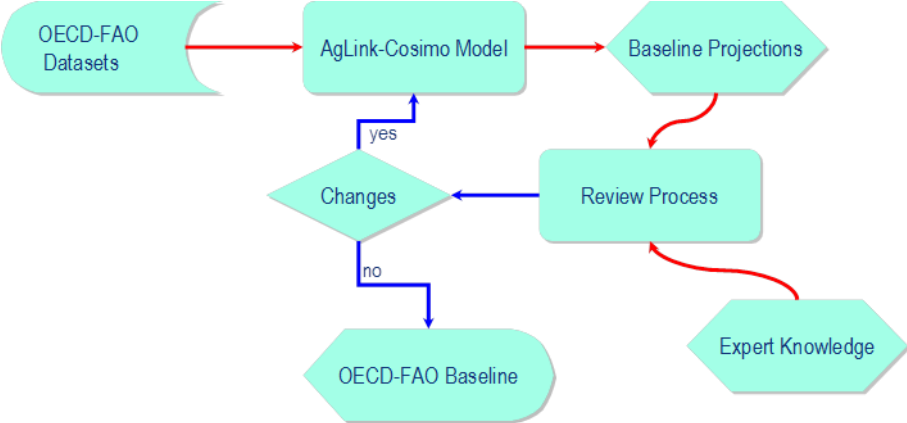 OECD-FAO
Datasets
AgLink-Cosimo Model
Baseline Projections
yes
Changes
Review Process
no
Expert Knowledge
OECD-FAO Baseline